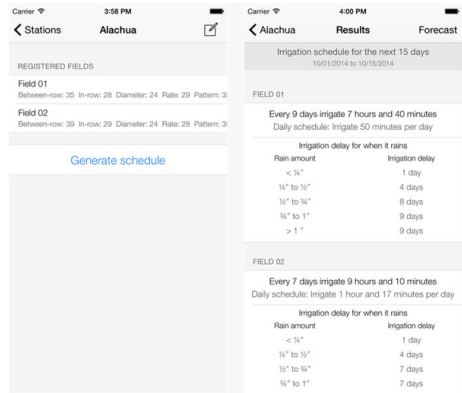 Carrier 3:58 PM
Stations Alachua
REGISTERED FIELDS
Field 01
Between-row: 35 In-row: 28 Diameter: 24 Rate: 29 Pattern: 3
Field 02
Between-row: 39 In-row: 29 Diameter: 24 Rate: 28 Pattern: 3
Generate schedule
Carrier 4:00 PM
Alachua Results Forecast
Irrigation schedule for the next 15 days
10/01/2014 to 10/15/2014
FIELD 01
Every 9 days irrigate 7 hours and 40 minutes
Daily schedule: Irrigate 50 minutes per day
Irrigation delay for when it rains
Rain amount Irrigation delay
< ¼" 1 day
¼" to ½" 4 days
½" to ¾" 8 days
¾" to 1" 9 days
> 1 " 9 days
FIELD 02
Every 7 days irrigate 9 hours and 10 minutes
Daily schedule: Irrigate 1 hour and 17 minutes per day
Irrigation delay for when it rains
Rain amount Irrigation delay
< ¼" 1 day
¼" to ½" 4 days
½" to ¾" 7 days
¾" to 1" 7 days